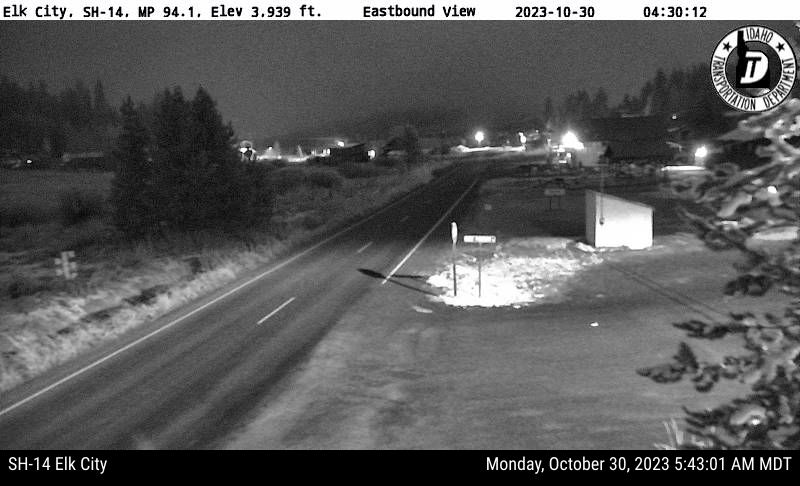 Elk City, SH-14, MP 94.1, Elev 3,939 ft. Eastbound View 2023-10-30 04:30:12
IDAHO
TRANSPORTATION DEPARTMENT
SH-14 Elk City Monday, October 30, 2023 5:43:01 AM MDT